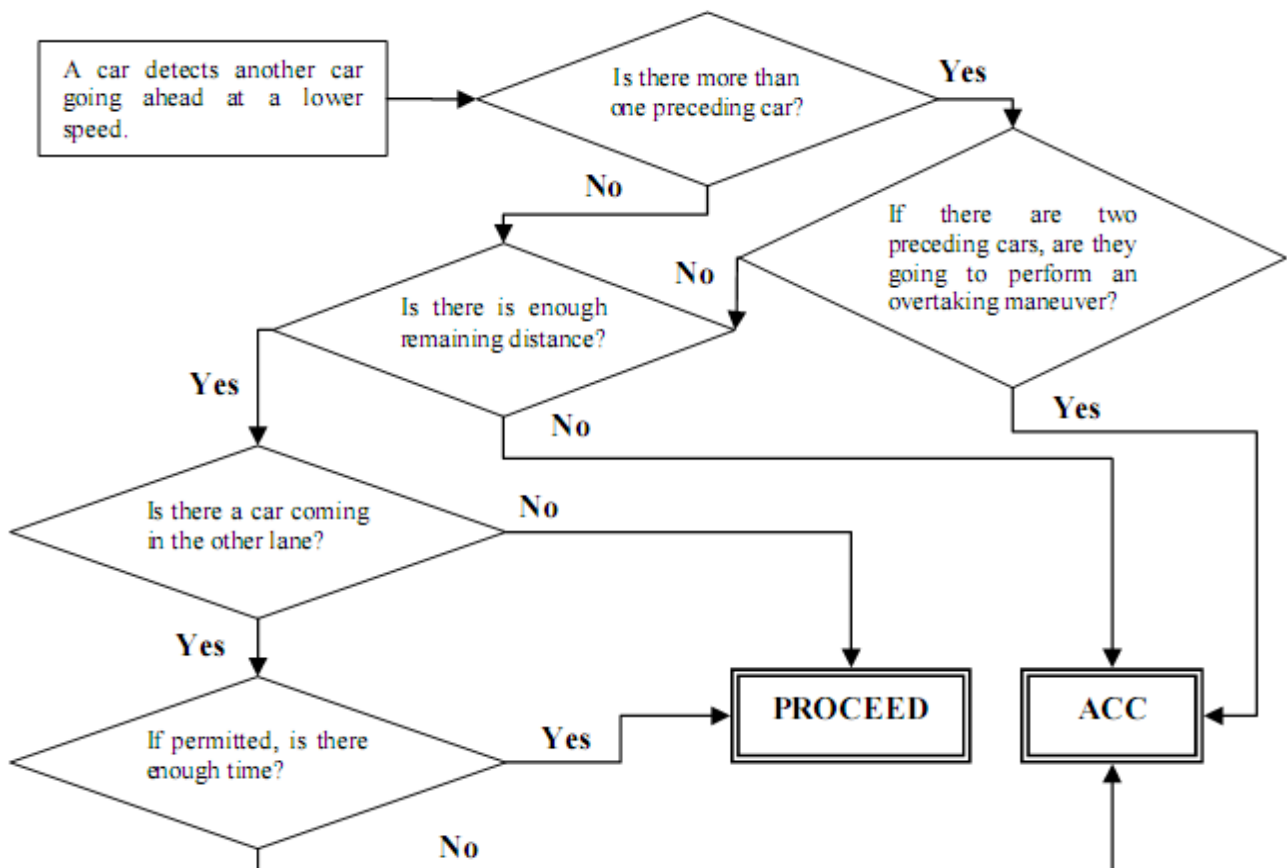 A car detects another car
going ahead at a lower
speed.
Is there more than
one preceding car?
Yes
No
If there are two
preceding cars, are they
going to perform an
overtaking maneuver?
No
Is there is enough
remaining distance?
Yes
No
Yes
Is there a car coming
in the other lane?
No
Yes
PROCEED
ACC
If permitted, is there
enough time?
Yes
No